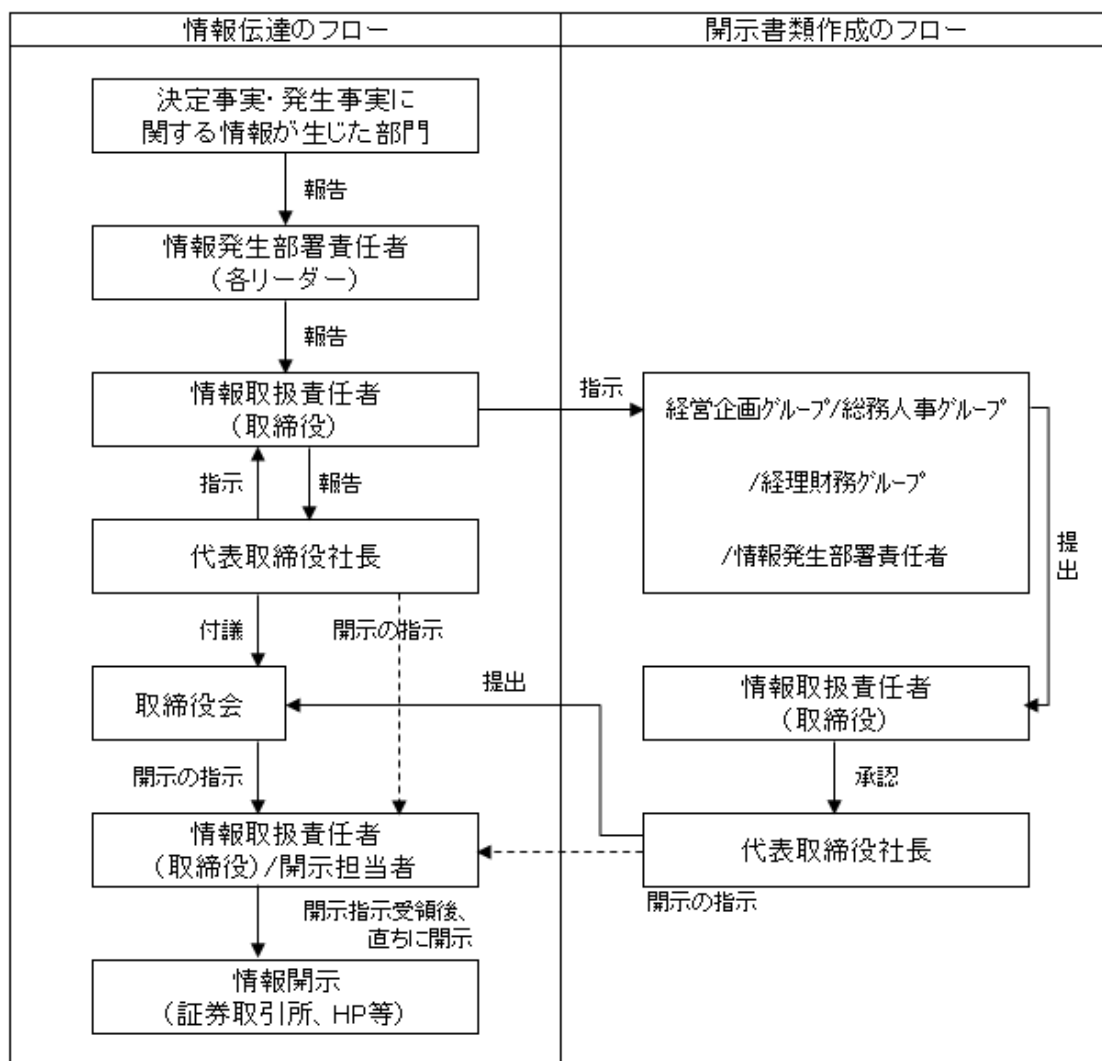 情報伝達のフロー
開示書類作成のフロー
決定事実・発生事実に
関する情報が生じた部門
報告
情報発生部署責任者
（各リーダー）
報告
情報取扱責任者
（取締役）
指示
経営企画グループ/総務人事グループ
/経理財務グループ
/情報発生部署責任者
提出
指示
報告
代表取締役社長
付議
開示の指示
取締役会
提出
情報取扱責任者
（取締役）
承認
開示の指示
情報取扱責任者
（取締役）/開示担当者
代表取締役社長
開示の指示
開示指示受領後、
直ちに開示
情報開示
（証券取引所、HP等）